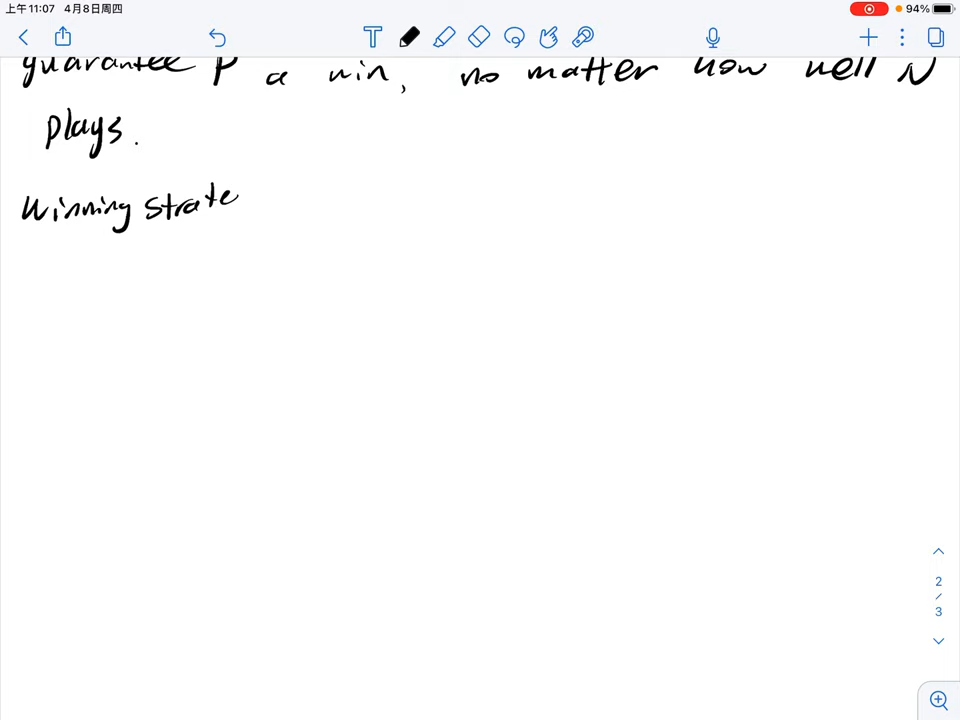 上午11:07 4月8日周四
94%
guarantee P a win, no matter how well N
plays.
Winning strate
2
/
3